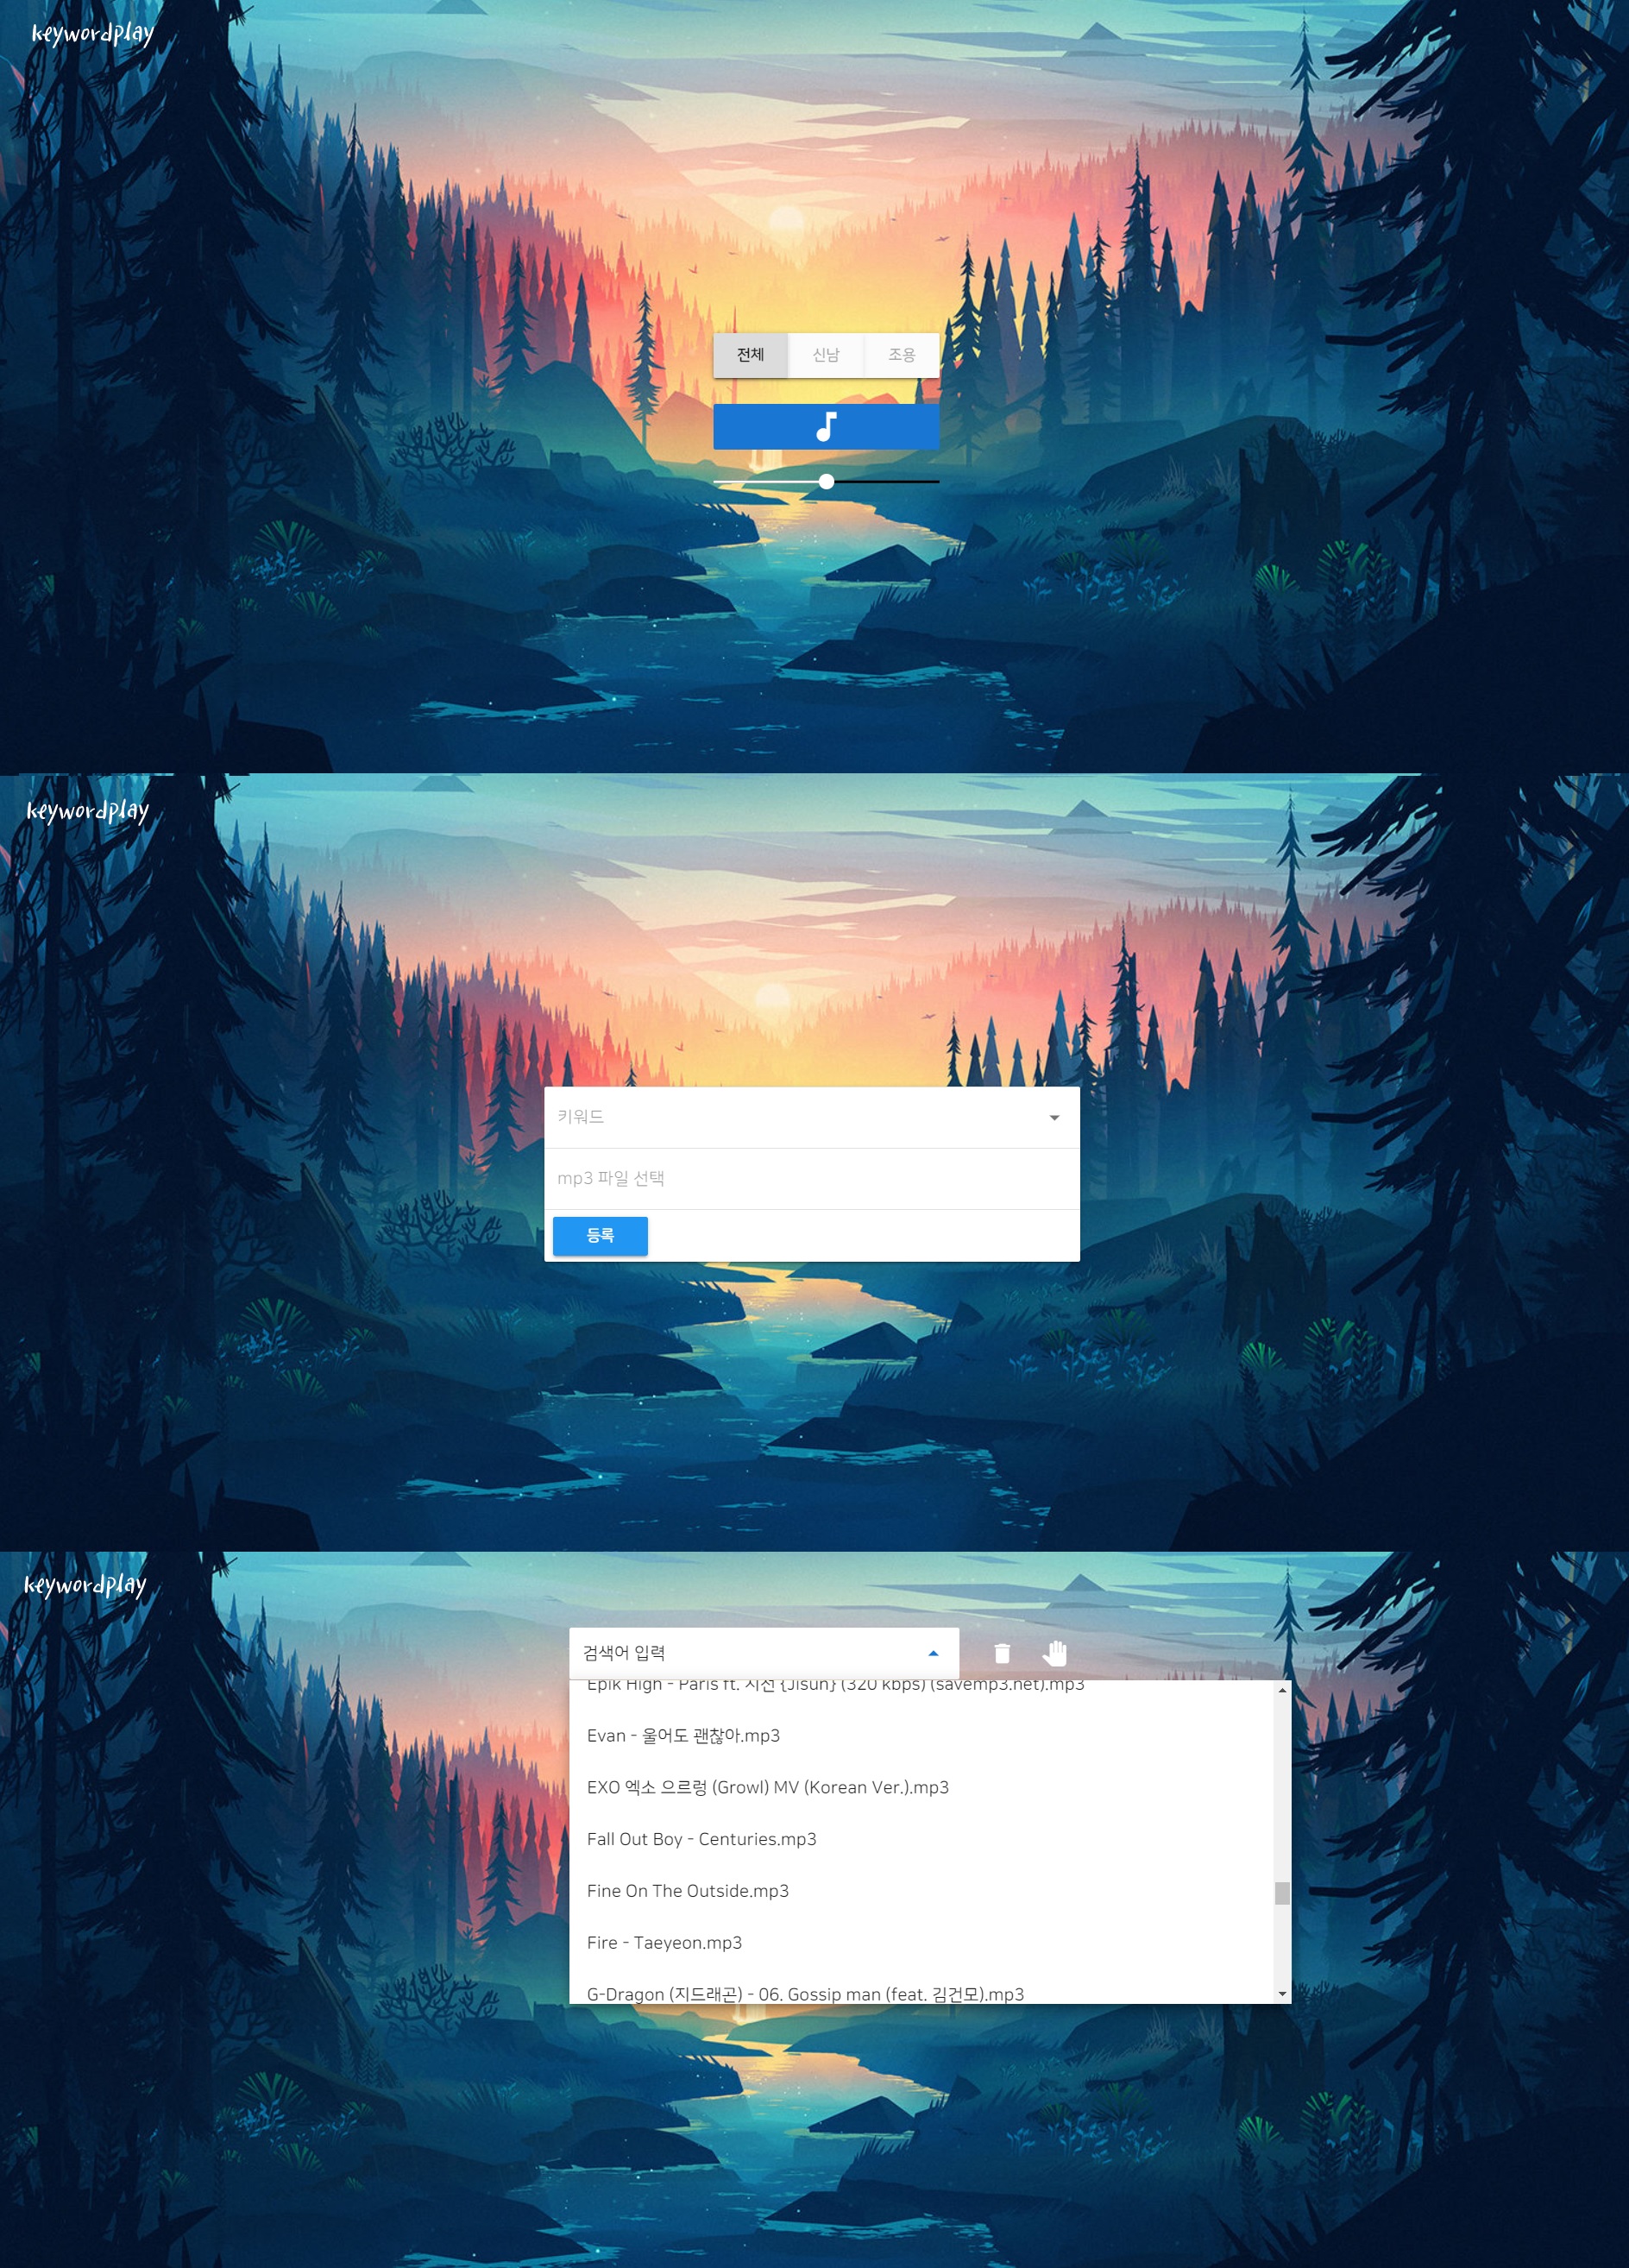 keywordplay
전체 신남 조용
keywordplay
키워드
mp3 파일 선택
등록
keywordplay
검색어 입력
Epik High - Paris ft. 지선 {Jisun} (320 kbps) (savemp3.net).mp3
Evan - 울어도 괜찮아.mp3
EXO 엑소 으르렁 (Growl) MV (Korean Ver.).mp3
Fall Out Boy - Centuries.mp3
Fine On The Outside.mp3
Fire - Taeyeon.mp3
G-Dragon (지드래곤) - 06. Gossip man (feat. 김건모).mp3